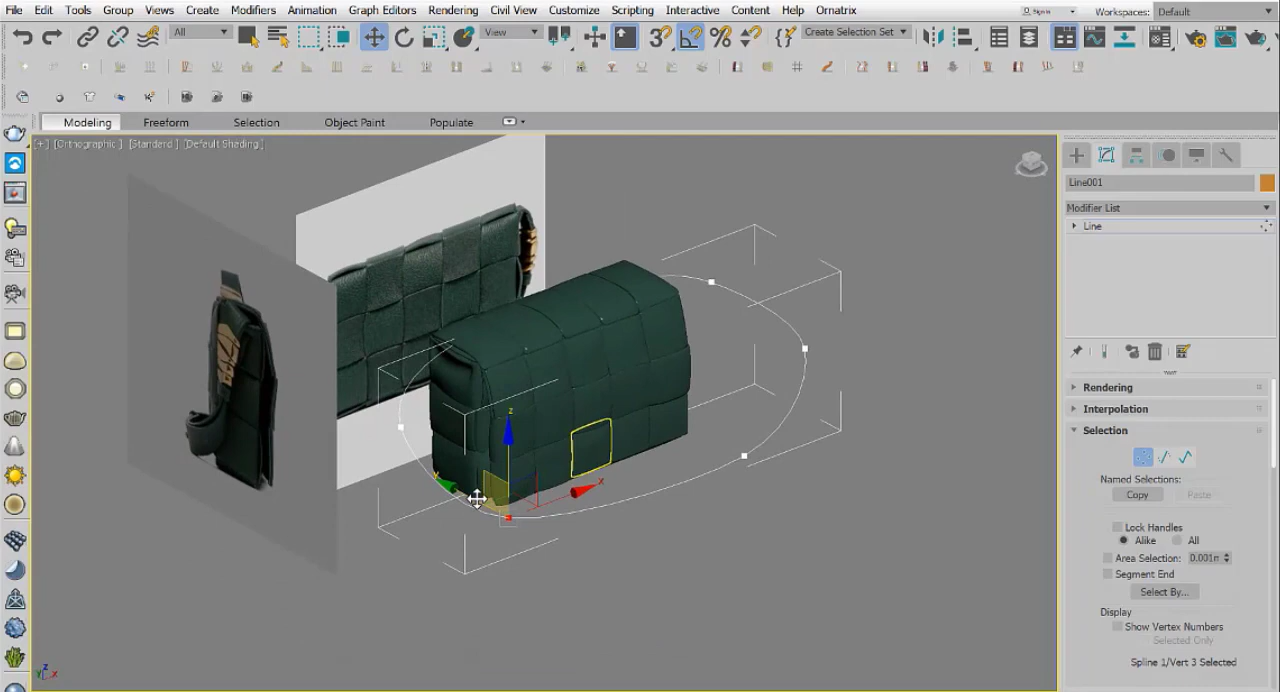 File Edit Tools Group Views Create Modifiers Animation Graph Editors Rendering Civil View Customize Scripting Interactive Content Help Ornatrix
Sign In
Workspaces: Default
All
View
Create Selection Set
Modeling Freeform Selection Object Paint Populate
[+] [Orthographic ] [Standard ] [Default Shading]
Line001
Modifier List
Line
Rendering
Interpolation
Selection
Named Selections:
Copy Paste
Lock Handles
Alike All
Area Selection: 0.001m
Segment End
Select By...
Display
Show Vertex Numbers
Selected Only
Spline 1/Vert 3 Selected
z
x
z
x